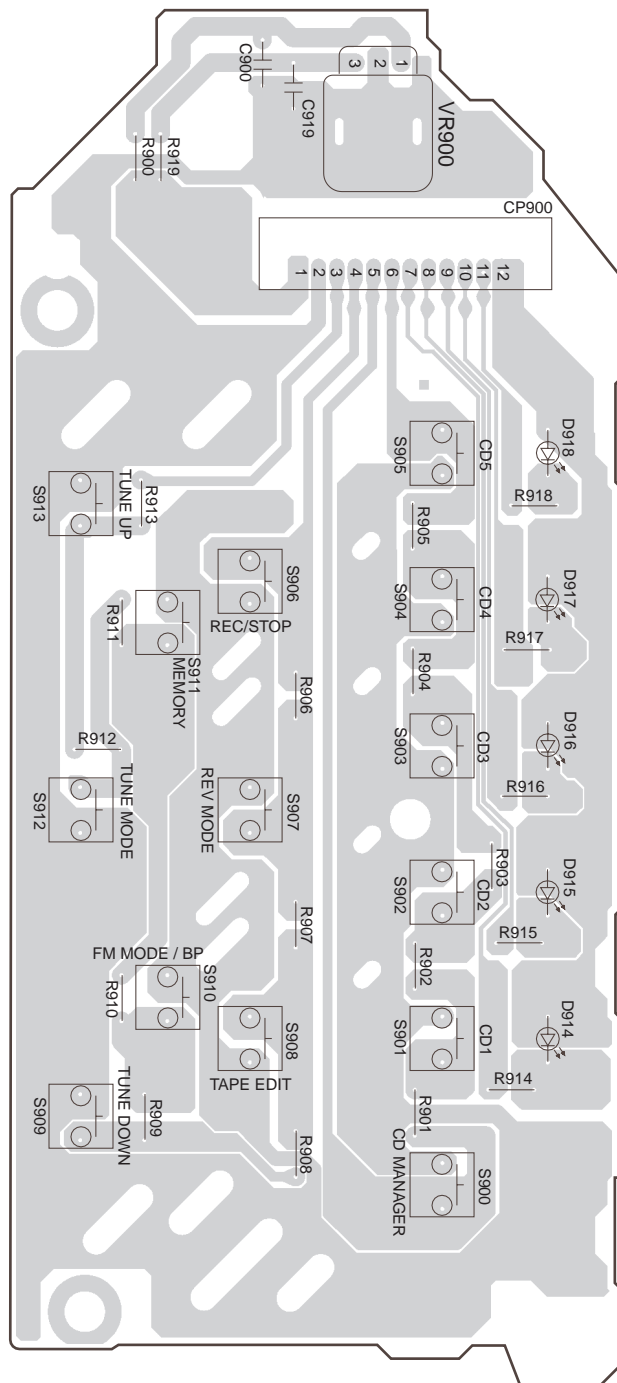 C900
C919
3 2 1
VR900
R900
R919
CP900
1 2 3 4 5 6 7 8 9 10 11 12
D918
S905
CD5
R918
S913
TUNE UP
R913
R905
D917
S906
REC/STOP
S904
CD4
R911
S911
MEMORY
R917
R906
R904
D916
R912
S903
CD3
S912
TUNE MODE
REV MODE
S907
R916
R903
D915
S902
CD2
R907
R915
FM MODE / BP
R910
S910
R902
D914
S908
TAPE EDIT
S901
CD1
R914
S909
TUNE DOWN
R909
R901
R908
CD MANAGER
S900